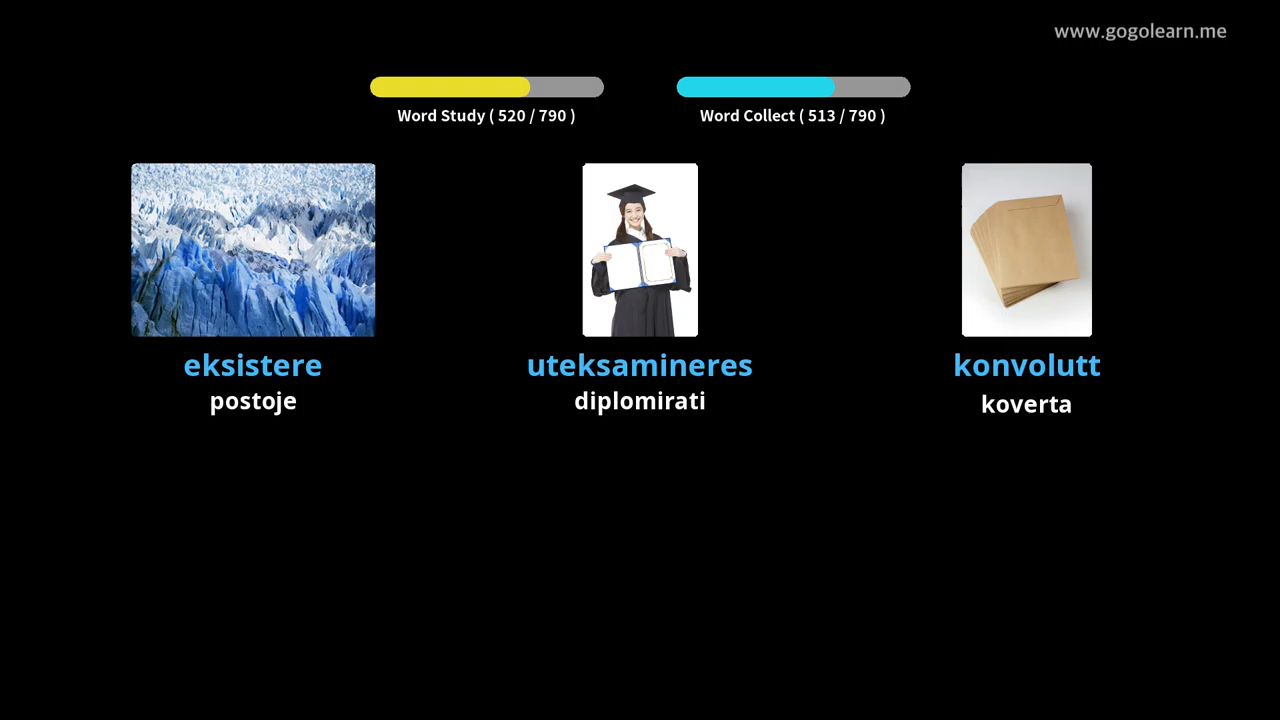 www.gogolearn.me
Word Study ( 520 / 790 )
Word Collect ( 513 / 790 )
eksistere
postoje
uteksamineres
diplomirati
konvolutt
koverta